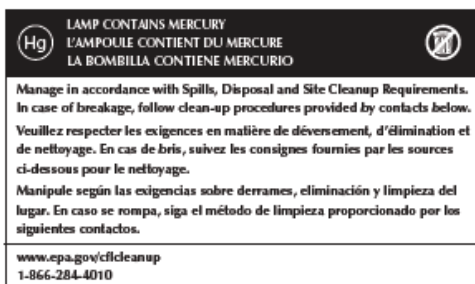 Hg
LAMP CONTAINS MERCURY
L'AMPOULE CONTIENT DU MERCURE
LA BOMBILLA CONTIENE MERCURIO
Manage in accordance with Spills, Disposal and Site Cleanup Requirements.
In case of breakage, follow clean-up procedures provided by contacts below.
Veuillez respecter les exigences en matière de déversement, d'élimination et
de nettoyage. En cas de bris, suivez les consignes fournies par les sources
ci-dessous pour le nettoyage.
Manipule según las exigencias sobre derrames, eliminación y limpieza del
lugar. En caso se rompa, siga el método de limpieza proporcionado por los
siguientes contactos.
www.epa.gov/cflcleanup
1-866-284-4010